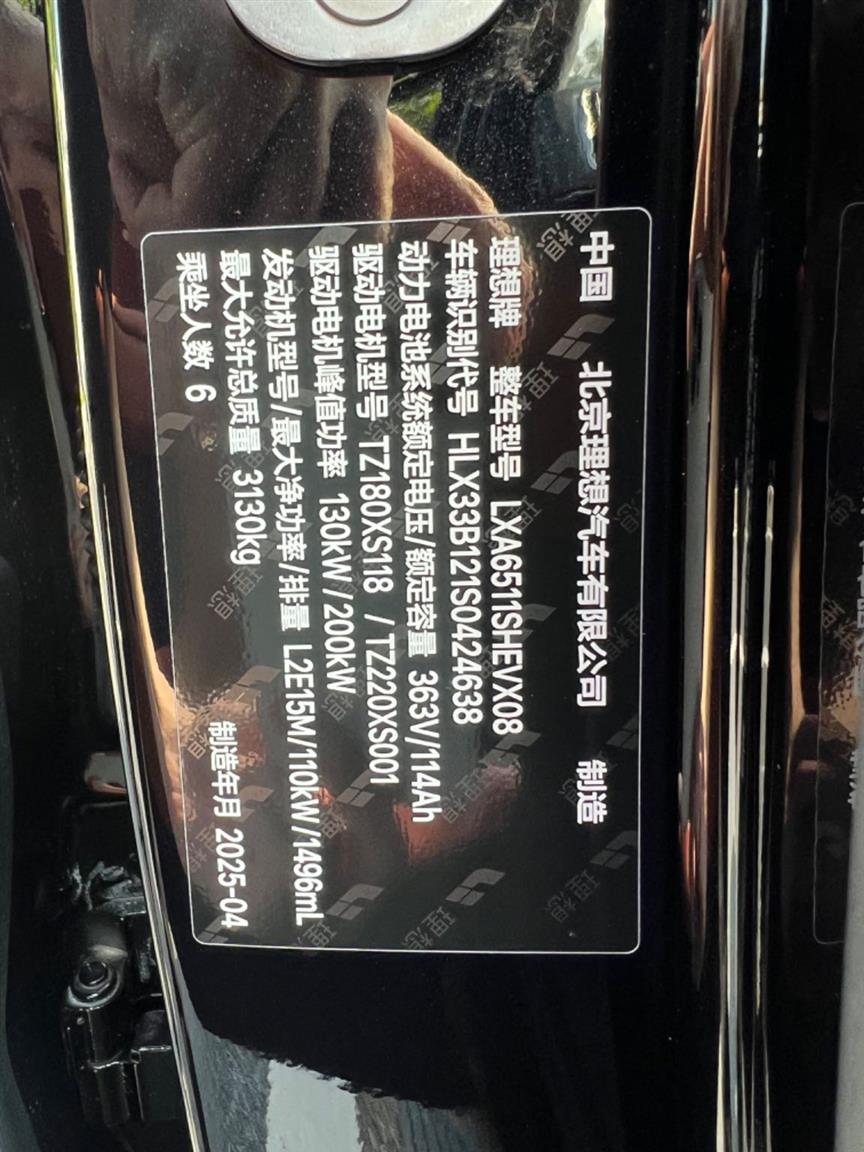 中国 北京理想汽车有限公司 制造
理想牌 整车型号 LXA6511SHEVX08
车辆识别代号 HLX33B121S0424638
动力电池系统额定电压/额定容量 363V/114Ah
驱动电机型号 TZ180XS118 / TZ220XS001
驱动电机峰值功率 130kW/200kW
发动机型号/最大净功率/排量 L2E15M/110kW/1496mL
最大允许总质量 3130kg
乘坐人数 6 制造年月 2025-04